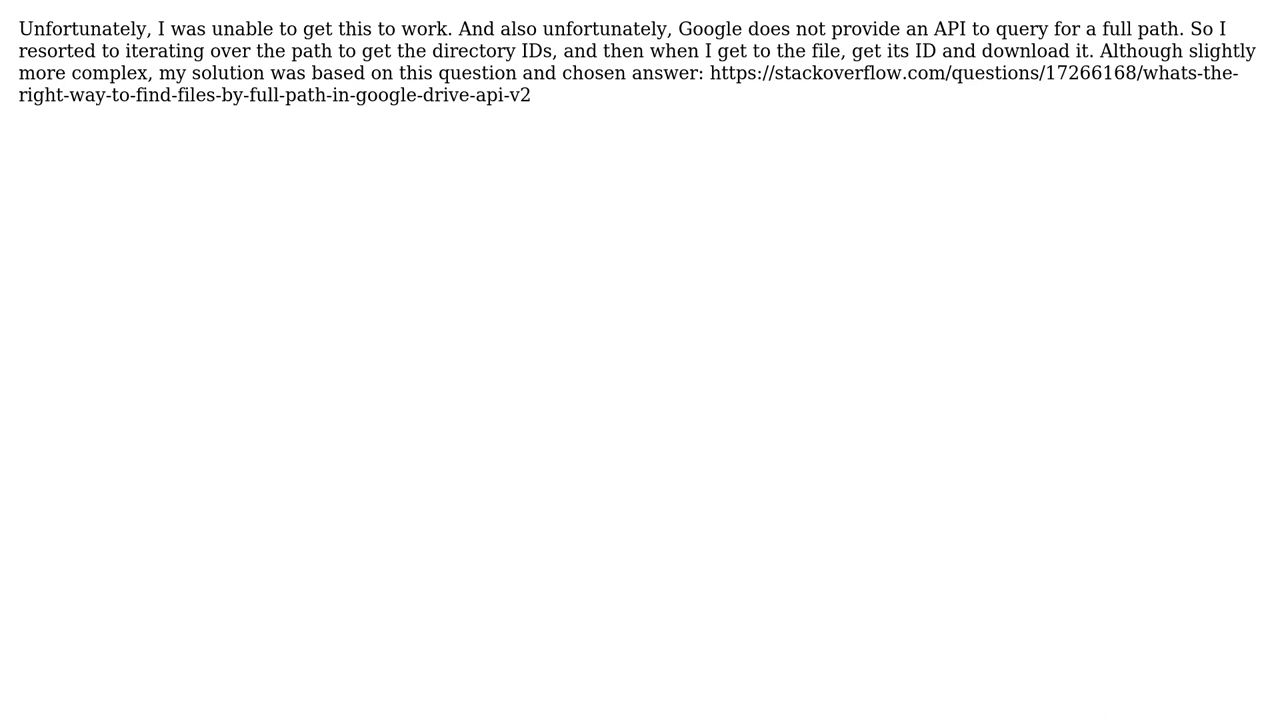 Unfortunately, I was unable to get this to work. And also unfortunately, Google does not provide an API to query for a full path. So I
resorted to iterating over the path to get the directory IDs, and then when I get to the file, get its ID and download it. Although slightly
more complex, my solution was based on this question and chosen answer: https://stackoverflow.com/questions/17266168/whats-the-
right-way-to-find-files-by-full-path-in-google-drive-api-v2